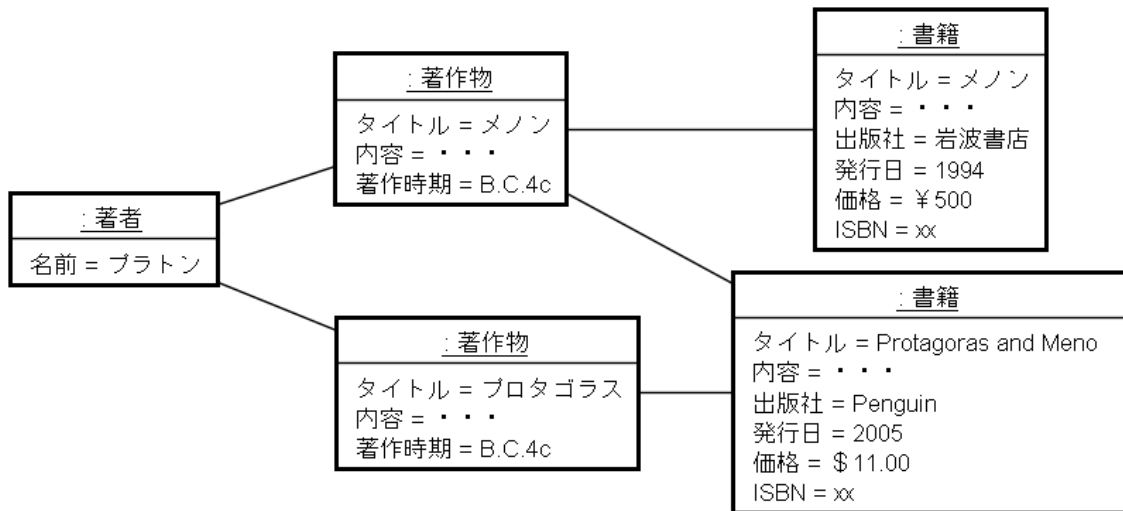 : 著者
名前 = プラトン
: 著作物
タイトル = メノン
内容 = ・・・
著作時期 = B.C.4c
: 著作物
タイトル = プロタゴラス
内容 = ・・・
著作時期 = B.C.4c
: 書籍
タイトル = メノン
内容 = ・・・
出版社 = 岩波書店
発行日 = 1994
価格 = ¥500
ISBN = xx
: 書籍
タイトル = Protagoras and Meno
内容 = ・・・
出版社 = Penguin
発行日 = 2005
価格 = $11.00
ISBN = xx